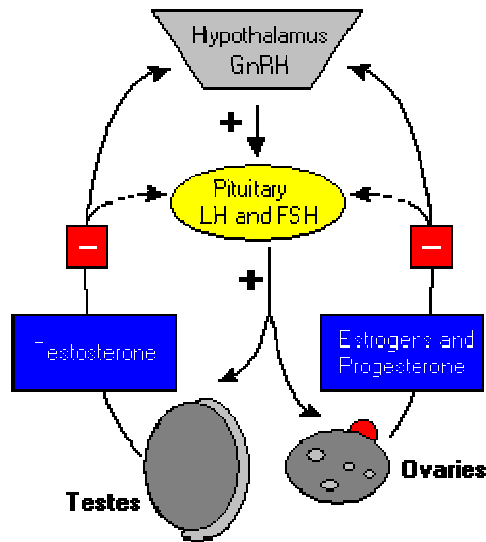 Hypothalamus
GnRH
+
Pituitary
LH and FSH
−
−
+
Testosterone
Estrogens and
Progesterone
Ovaries
Testes